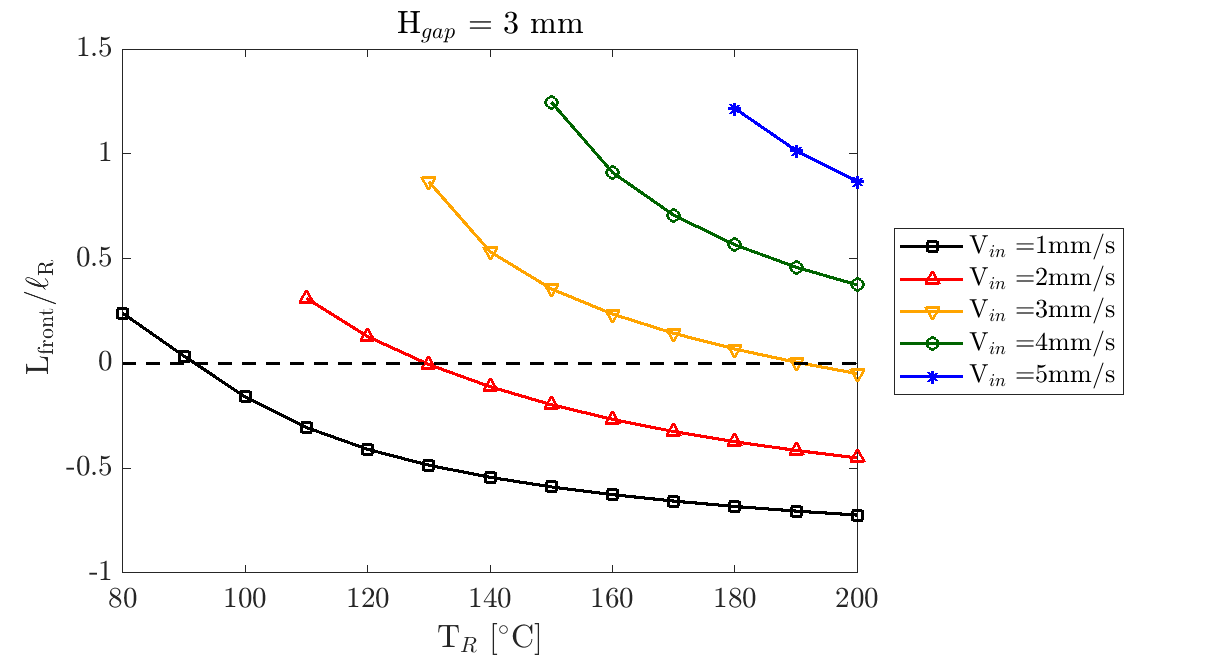 H_gap = 3 mm
1.5
1
0.5
0
-0.5
-1
L_front/ℓ_R
80 100 120 140 160 180 200
T_R [°C]
V_in =1mm/s
V_in =2mm/s
V_in =3mm/s
V_in =4mm/s
V_in =5mm/s